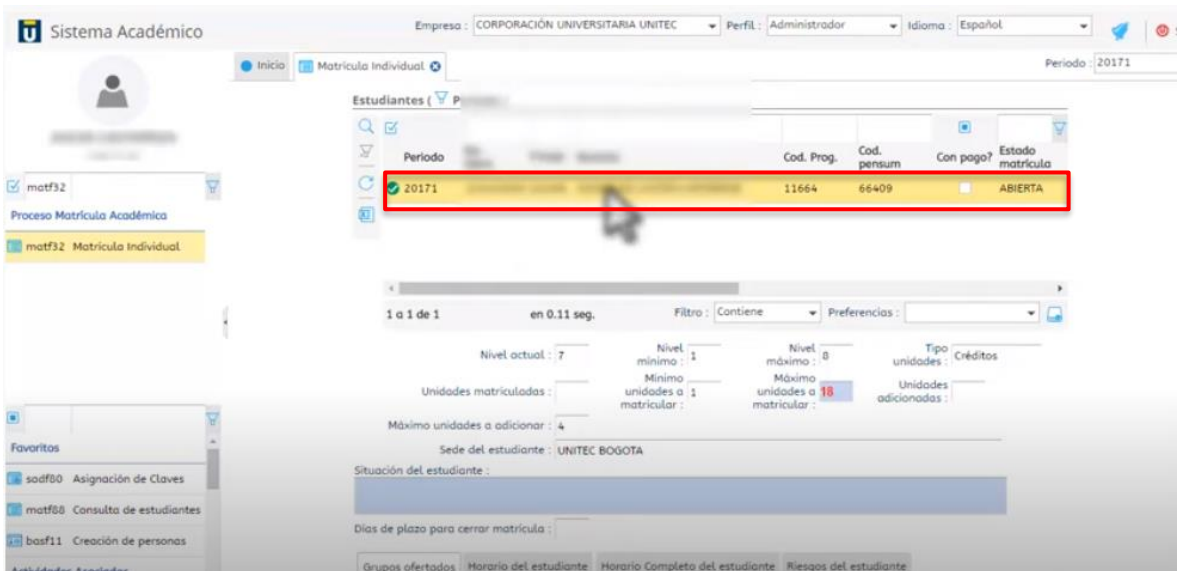 Sistema Académico
Empresa : CORPORACIÓN UNIVERSITARIA UNITEC Perfil : Administrador Idioma : Español
Inicio Matrícula Individual Periodo : 20171
Estudiantes (
Periodo Cod. Prog. Cod. pensum Con pago? Estado matrícula
20171 11664 66409 ABIERTA
matf32
Proceso Matrícula Académica
matf32 Matrícula Individual
1 a 1 de 1 en 0.11 seg. Filtro : Contiene Preferencias :
Nivel actual : 7 Nivel mínimo : 1 Nivel máximo : 8 Tipo unidades : Créditos
Unidades matriculadas : Mínimo unidades a matricular : 1 Máximo unidades a matricular : 18 Unidades adicionadas :
Máximo unidades a adicionar : 4
Sede del estudiante : UNITEC BOGOTA
Situación del estudiante :
Días de plazo para cerrar matrícula :
Grupos ofertados Horario del estudiante Horario Completo del estudiante Riesgos del estudiante
Favoritos
sadf80 Asignación de Claves
matf88 Consulta de estudiantes
basf11 Creación de personas
Actividades Asociadas